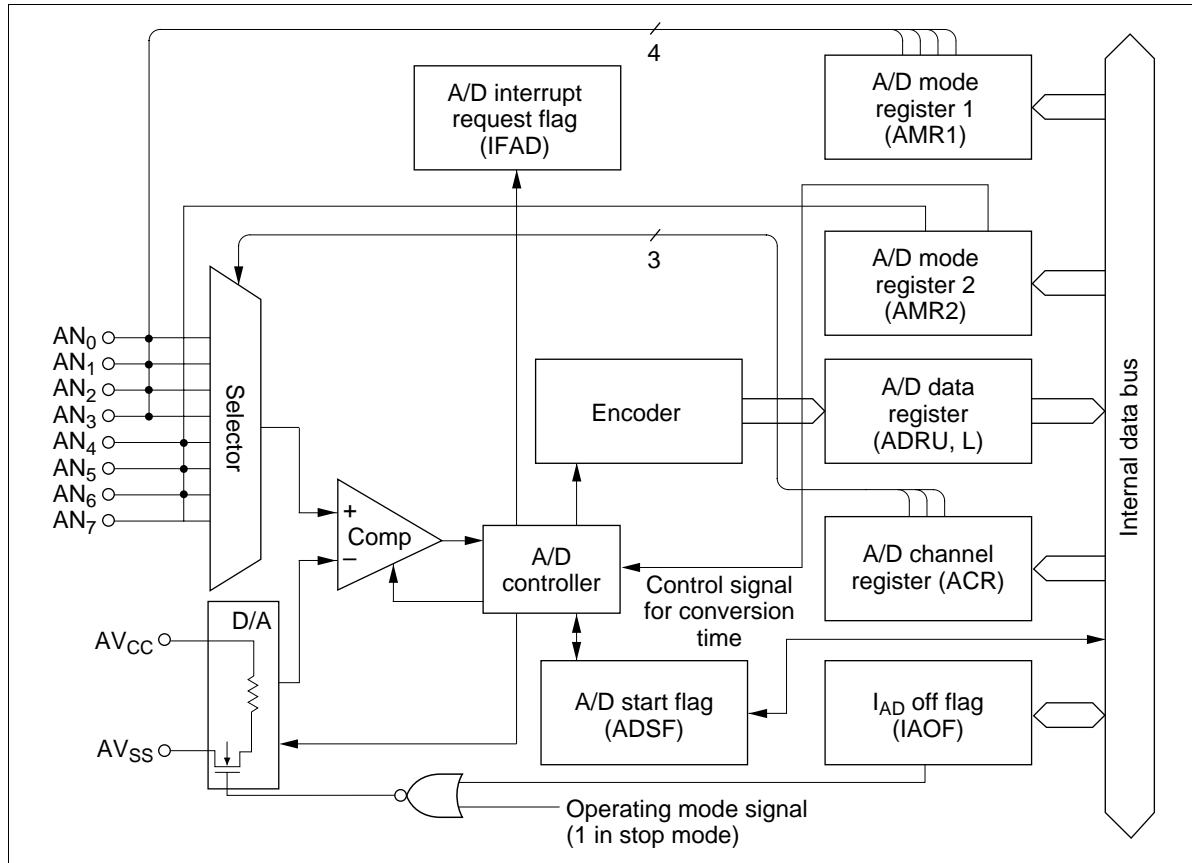 4
A/D mode
register 1
(AMR1)
A/D interrupt
request flag
(IFAD)
3
A/D mode
register 2
(AMR2)
AN0
AN1
AN2
AN3
AN4
AN5
AN6
AN7
Selector
Encoder
A/D data
register
(ADRU, L)
Internal data bus
+
Comp
−
A/D
controller
Control signal
for conversion
time
A/D channel
register (ACR)
D/A
AVCC
AVSS
A/D start flag
(ADSF)
IAD off flag
(IAOF)
Operating mode signal
(1 in stop mode)